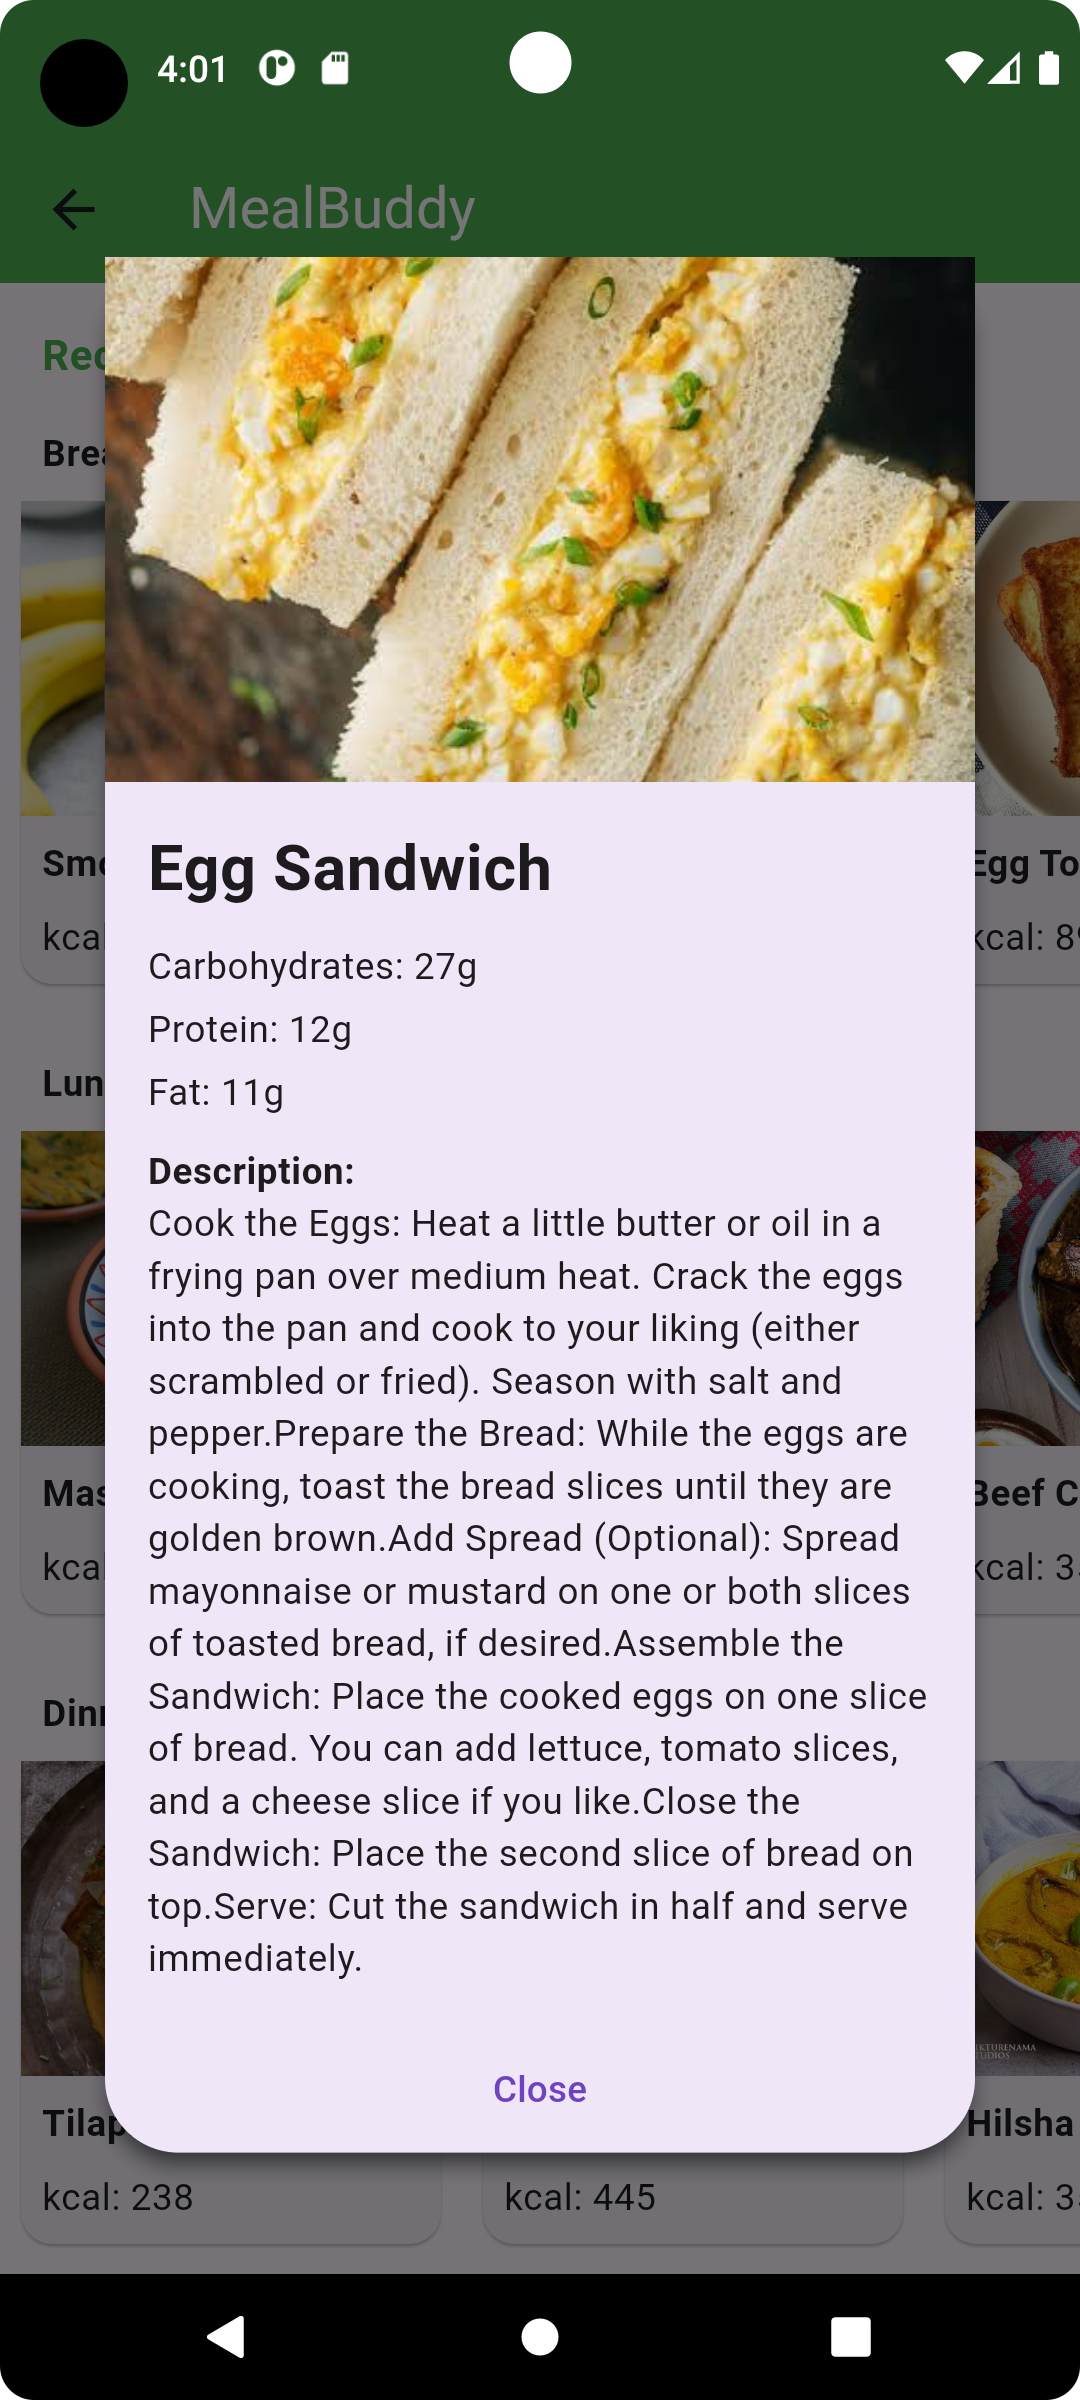 4:01
MealBuddy
Rec
Brea
Smo
kcal
Egg To
kcal: 89
Egg Sandwich
Carbohydrates: 27g
Protein: 12g
Fat: 11g
Description:
Cook the Eggs: Heat a little butter or oil in a
frying pan over medium heat. Crack the eggs
into the pan and cook to your liking (either
scrambled or fried). Season with salt and
pepper.Prepare the Bread: While the eggs are
cooking, toast the bread slices until they are
golden brown.Add Spread (Optional): Spread
mayonnaise or mustard on one or both slices
of toasted bread, if desired.Assemble the
Sandwich: Place the cooked eggs on one slice
of bread. You can add lettuce, tomato slices,
and a cheese slice if you like.Close the
Sandwich: Place the second slice of bread on
top.Serve: Cut the sandwich in half and serve
immediately.
Close
Lun
Mas
kcal
Beef C
kcal: 3
Dinn
Tilap
kcal: 238
kcal: 445
Hilsha
kcal: 3